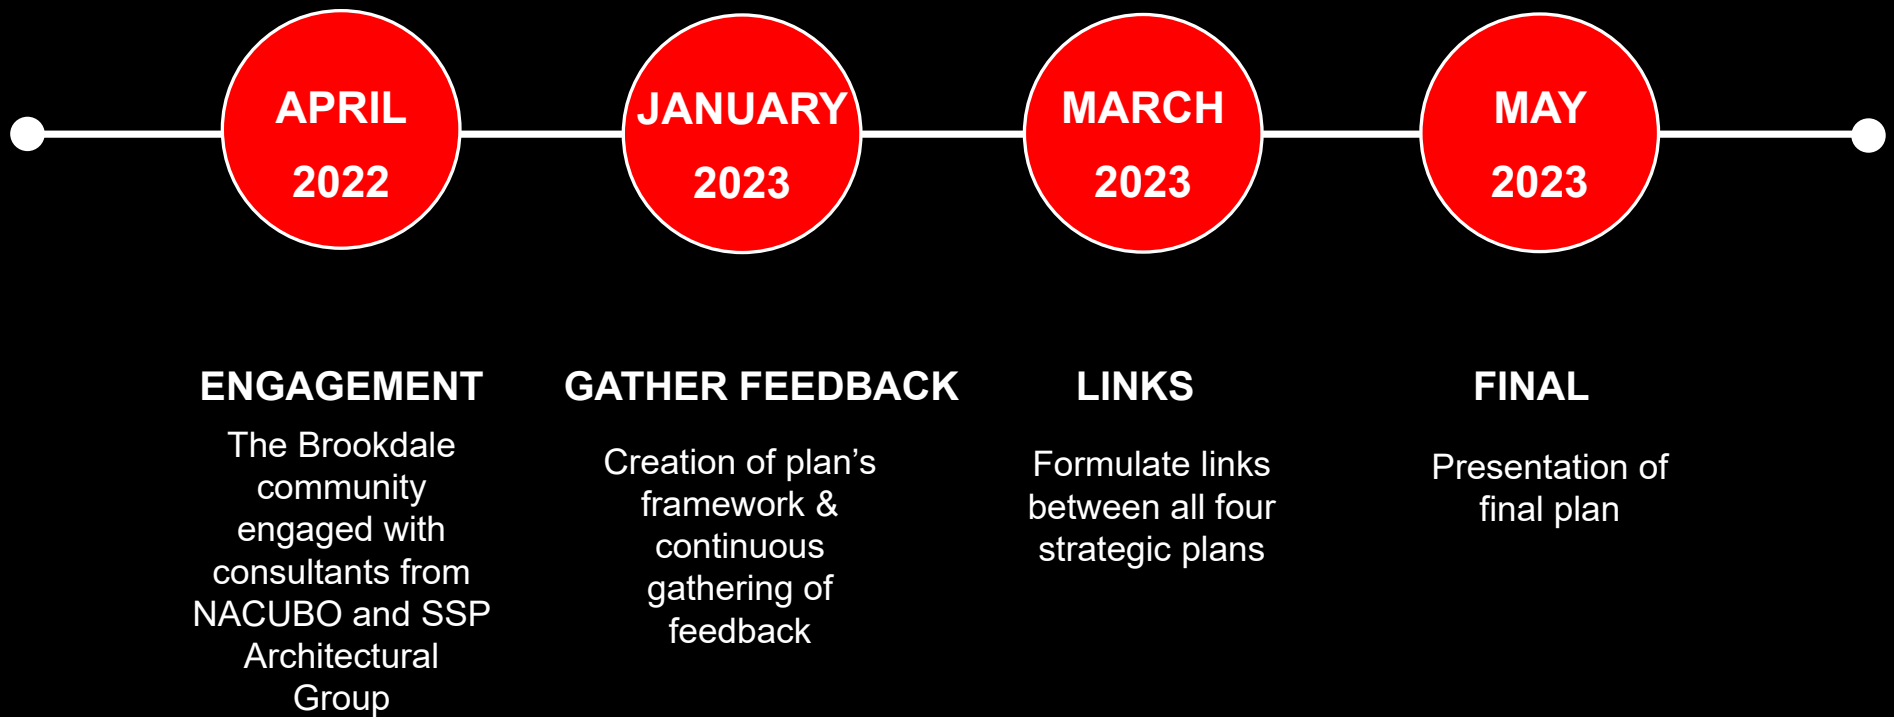 APRIL
2022
JANUARY
2023
MARCH
2023
MAY
2023
ENGAGEMENT
The Brookdale
community
engaged with
consultants from
NACUBO and SSP
Architectural
Group
GATHER FEEDBACK
Creation of plan’s
framework &
continuous
gathering of
feedback
LINKS
Formulate links
between all four
strategic plans
FINAL
Presentation of
final plan